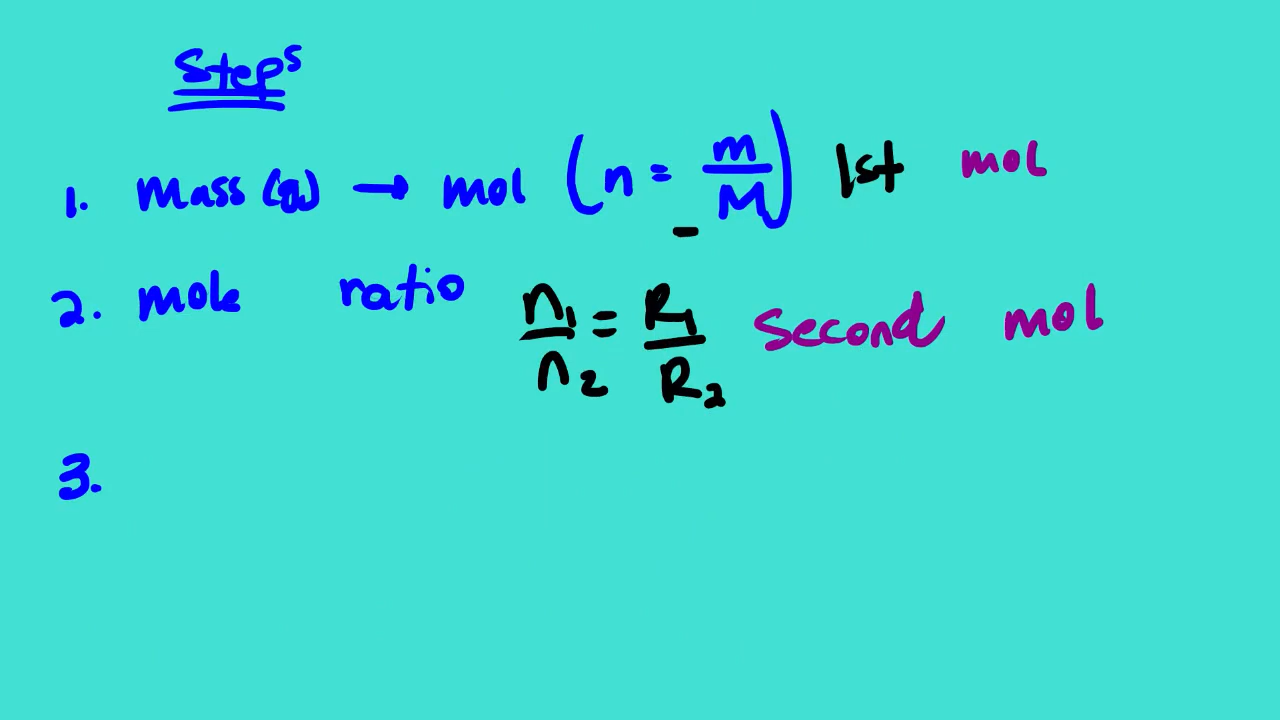 Steps
1. Mass (g) → mol (n = m/M) 1st mol
2. mole ratio n₁/n₂ = R₁/R₂ second mol
3.